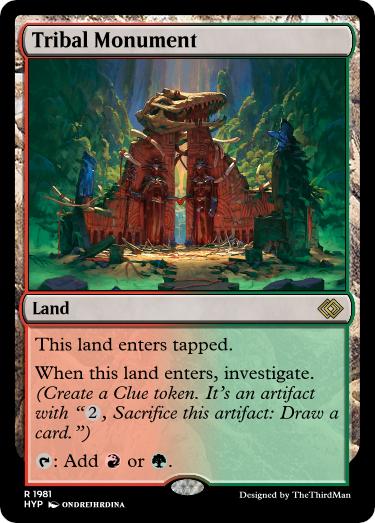 Tribal Monument
Land
This land enters tapped.
When this land enters, investigate.
(Create a Clue token. It's an artifact
with “2, Sacrifice this artifact: Draw a
card.”)
: Add or .
R 1981
HYP ONDREJHRDINA
Designed by TheThirdMan